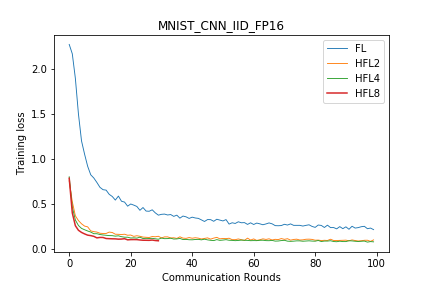 MNIST_CNN_IID_FP16
FL
HFL2
HFL4
HFL8
Training loss
2.0
1.5
1.0
0.5
0.0
0 20 40 60 80 100
Communication Rounds